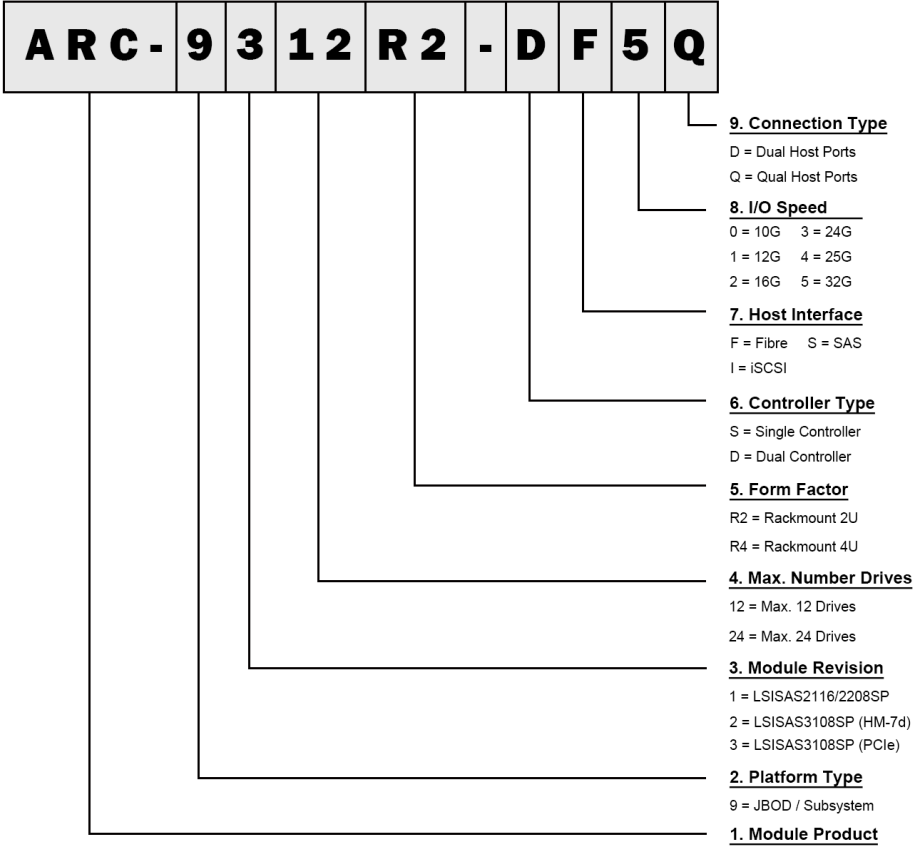 ARC-9312R2-DF5Q
9. Connection Type
D = Dual Host Ports
Q = Qual Host Ports
8. I/O Speed
0 = 10G 3 = 24G
1 = 12G 4 = 25G
2 = 16G 5 = 32G
7. Host Interface
F = Fibre S = SAS
I = iSCSI
6. Controller Type
S = Single Controller
D = Dual Controller
5. Form Factor
R2 = Rackmount 2U
R4 = Rackmount 4U
4. Max. Number Drives
12 = Max. 12 Drives
24 = Max. 24 Drives
3. Module Revision
1 = LSISAS2116/2208SP
2 = LSISAS3108SP (HM-7d)
3 = LSISAS3108SP (PCIe)
2. Platform Type
9 = JBOD / Subsystem
1. Module Product